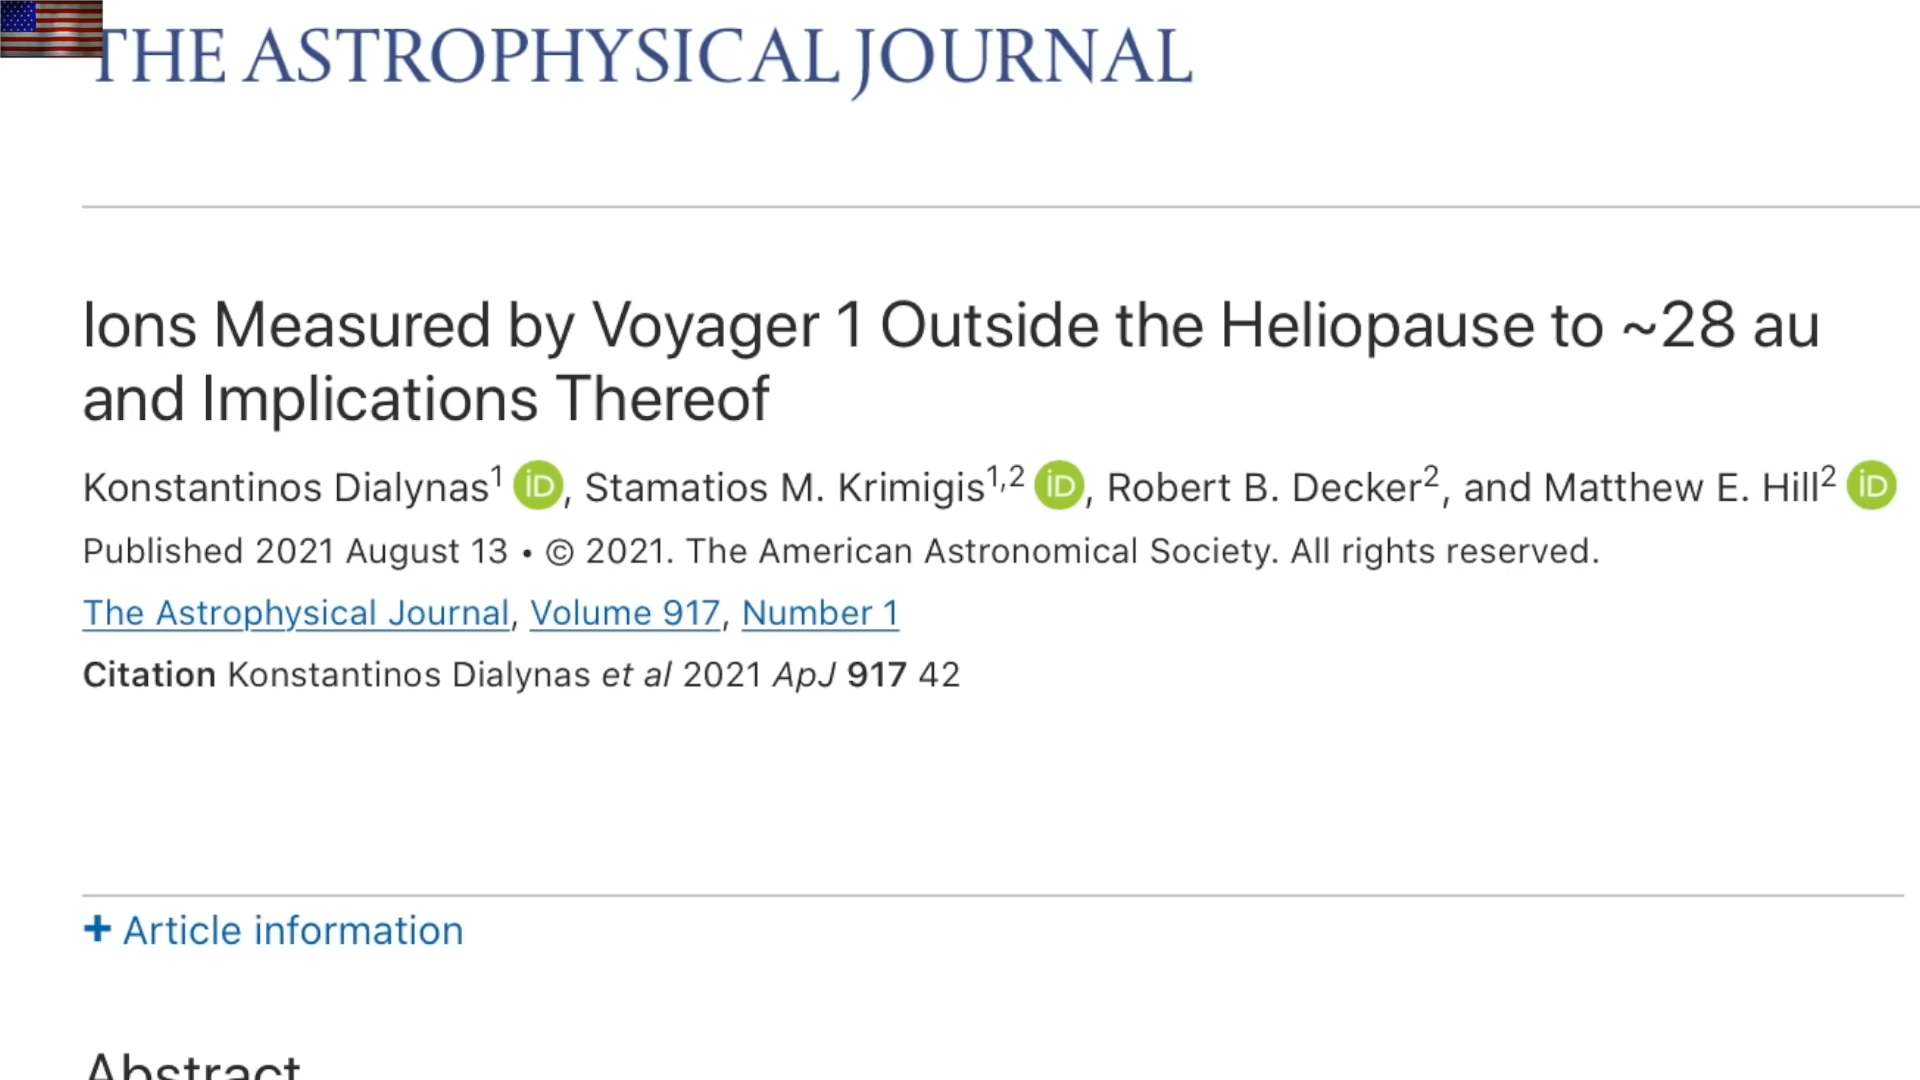 THE ASTROPHYSICAL JOURNAL
Ions Measured by Voyager 1 Outside the Heliopause to ~28 au
and Implications Thereof
Konstantinos Dialynas1 iD, Stamatios M. Krimigis1,2 iD, Robert B. Decker2, and Matthew E. Hill2 iD
Published 2021 August 13 • © 2021. The American Astronomical Society. All rights reserved.
The Astrophysical Journal, Volume 917, Number 1
Citation Konstantinos Dialynas et al 2021 ApJ 917 42
+ Article information
Abstract